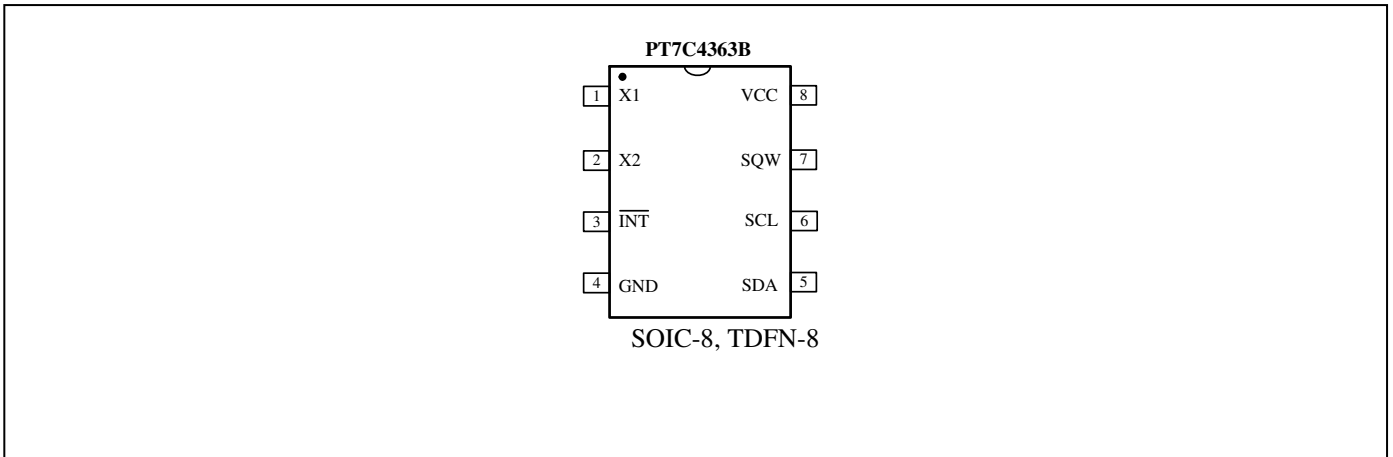 PT7C4363B
1 X1 VCC 8
2 X2 SQW 7
3 INT SCL 6
4 GND SDA 5
SOIC-8, TDFN-8